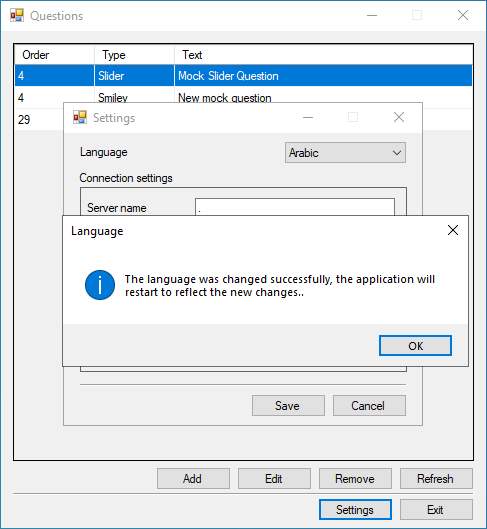 Questions
Order Type Text
4 Slider Mock Slider Question
4 Smiley New mock question
29
Settings
Language Arabic
Connection settings
Server name .
Language
The language was changed successfully, the application will
restart to reflect the new changes..
OK
Save Cancel
Add Edit Remove Refresh
Settings Exit